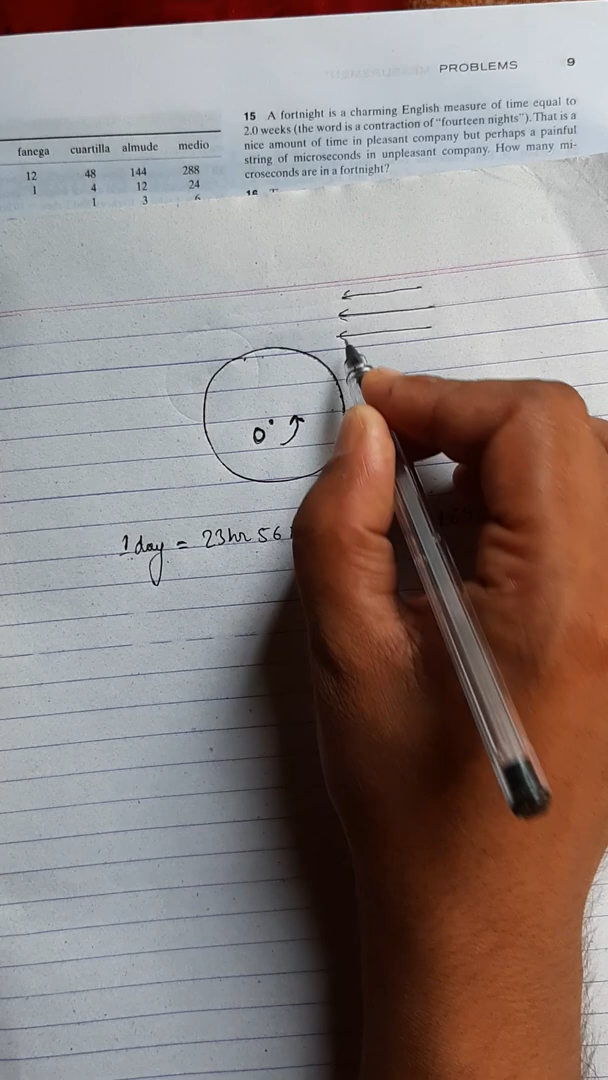 PROBLEMS 9
fanega cuartilla almude medio
12 48 144 288
1 4 12 24
1 3 6
15 A fortnight is a charming English measure of time equal to
2.0 weeks (the word is a contraction of “fourteen nights”). That is a
nice amount of time in pleasant company but perhaps a painful
string of microseconds in unpleasant company. How many mi-
croseconds are in a fortnight?
16
O
1 day = 23hr 56